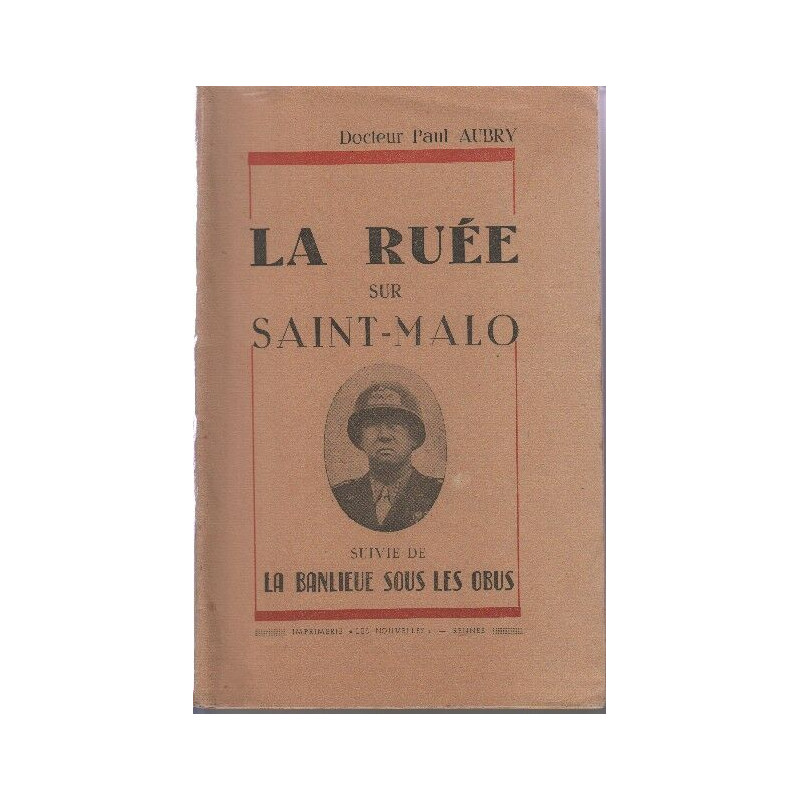 Docteur Paul AUBRY
LA RUÉE
SUR
SAINT-MALO
SUIVIE DE
LA BANLIEUE SOUS LES OBUS
IMPRIMERIE «LES NOUVELLES» — RENNES